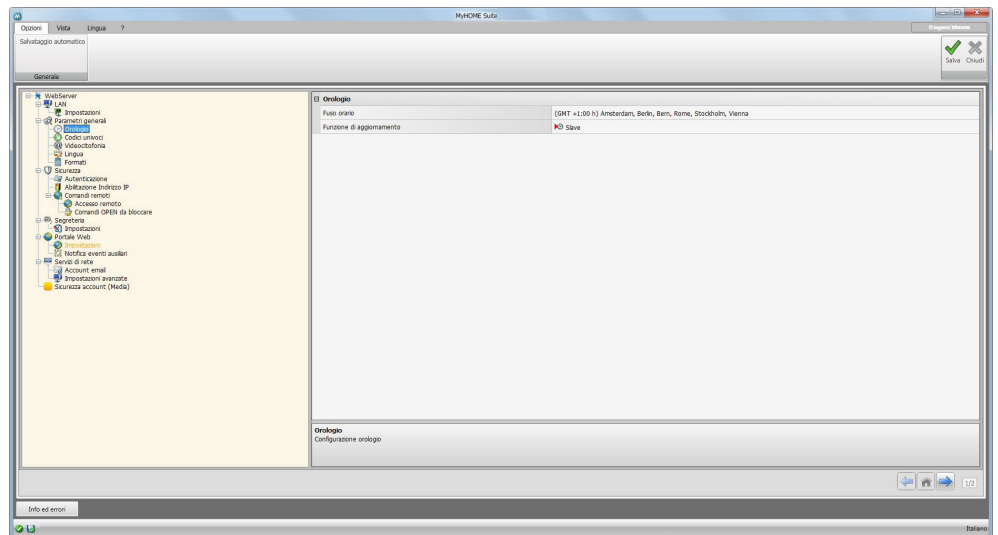 MyHOME Suite
Opzioni Vista Lingua ?
Salvataggio automatico
Salva Chiudi
Generale
WebServer
LAN
Impostazioni
Parametri generali
Orologio
Codici univoci
Videocitofonia
Lingua
Formati
Sicurezza
Autenticazione
Abilitazione Indirizzo IP
Comandi remoti
Accesso remoto
Comandi OPEN da bloccare
Segreteria
Impostazioni
Portale Web
Impostazioni
Notifica eventi ausiliari
Servizi di rete
Account email
Impostazioni avanzate
Sicurezza account (Media)
Orologio
Fuso orario (GMT +1:00 h) Amsterdam, Berlin, Bern, Rome, Stockholm, Vienna
Funzione di aggiornamento Slave
Orologio
Configurazione orologio
1/2
Info ed errori
Italiano